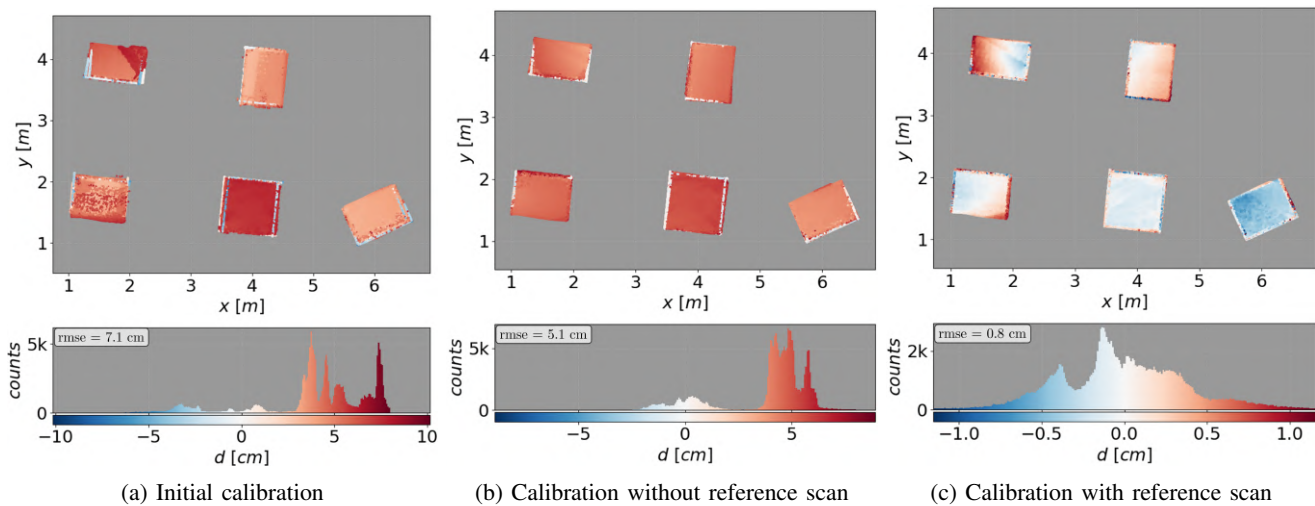 4
3
2
1
y [m]
1 2 3 4 5 6
x [m]
rmse = 7.1 cm
5k
0
counts
−10 −5 0 5 10
d [cm]
(a) Initial calibration
4
3
2
1
y [m]
1 2 3 4 5 6
x [m]
rmse = 5.1 cm
5k
0
counts
−5 0 5
d [cm]
(b) Calibration without reference scan
4
3
2
1
y [m]
1 2 3 4 5 6
x [m]
rmse = 0.8 cm
2k
0
counts
−1.0 −0.5 0.0 0.5 1.0
d [cm]
(c) Calibration with reference scan